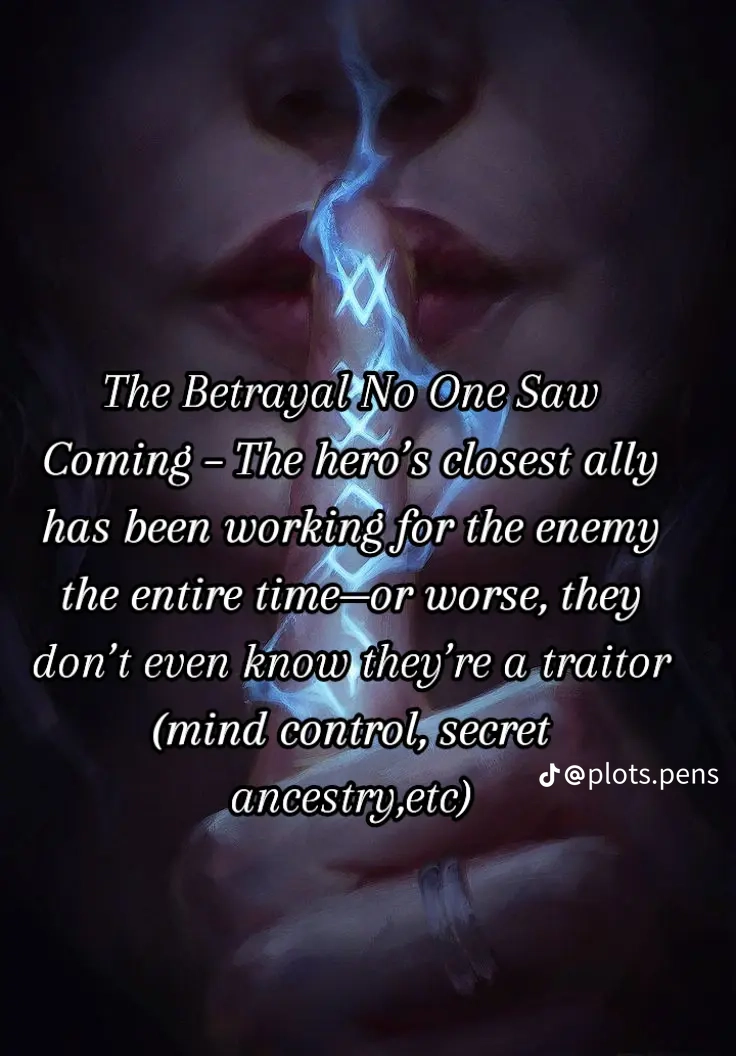 The Betrayal No One Saw
Coming – The hero’s closest ally
has been working for the enemy
the entire time—or worse, they
don’t even know they’re a traitor
(mind control, secret
@plots.pens
ancestry,etc)